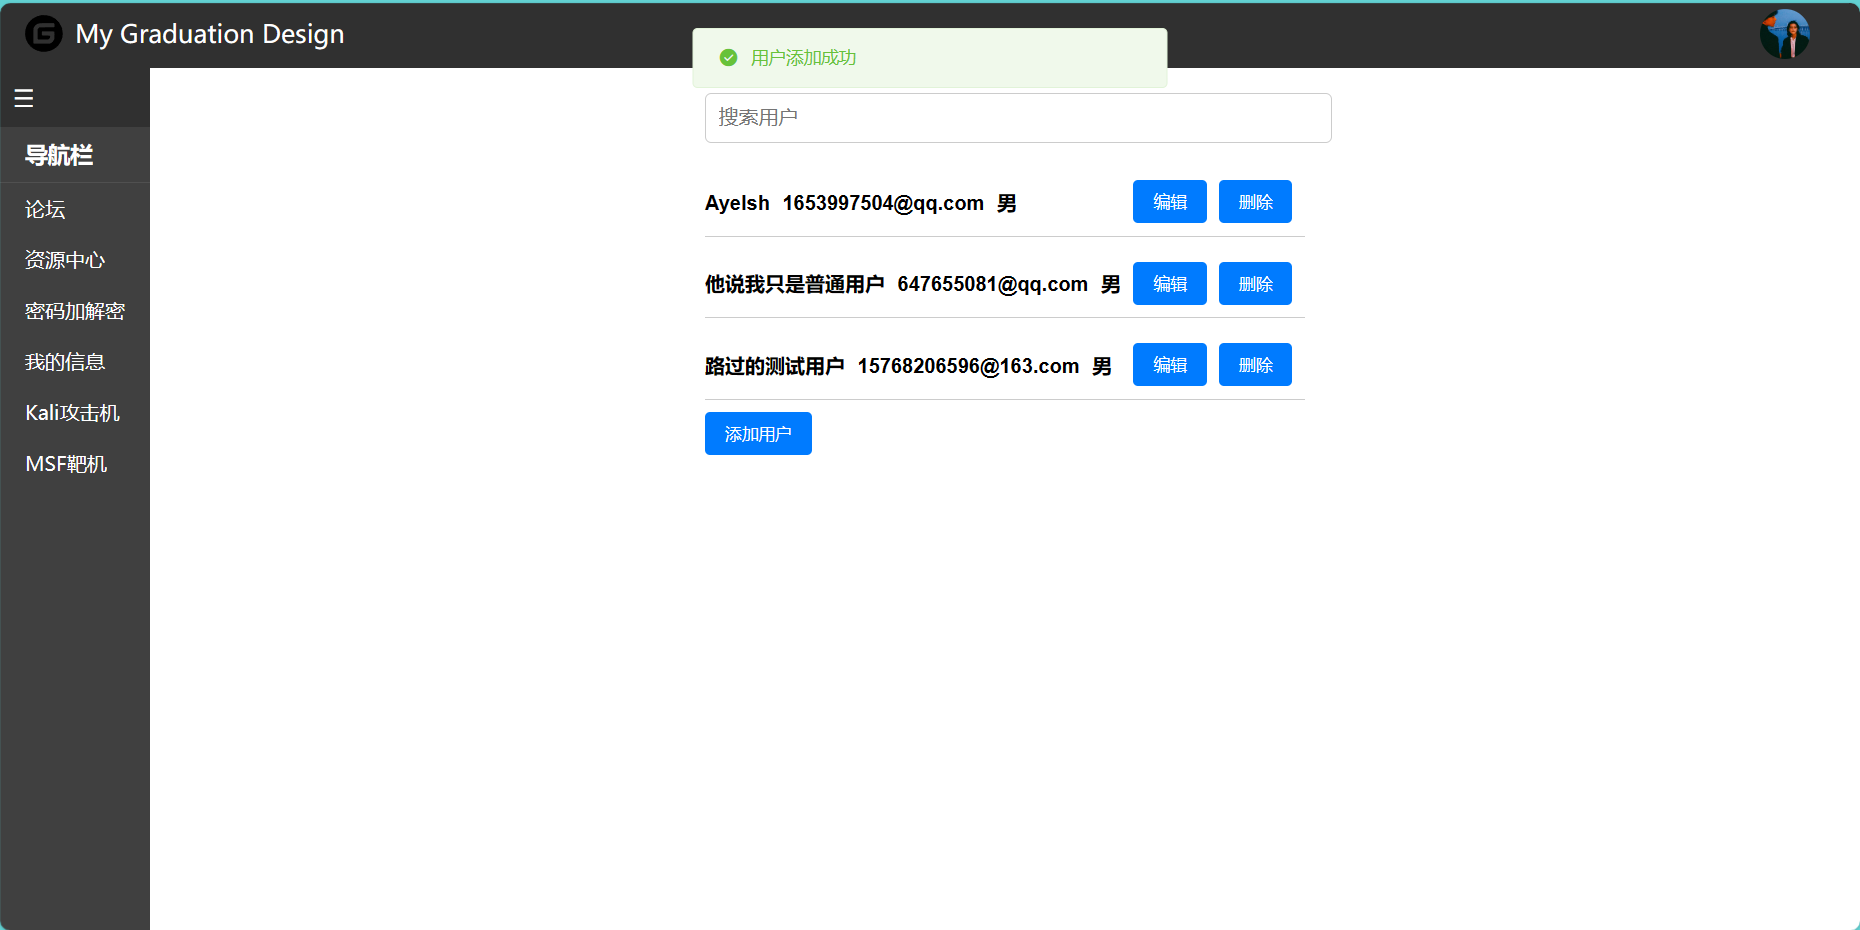 My Graduation Design
用户添加成功
☰
搜索用户
导航栏
论坛
资源中心
密码加解密
我的信息
Kali攻击机
MSF靶机
Ayelsh 1653997504@qq.com 男 编辑 删除
他说我只是普通用户 647655081@qq.com 男 编辑 删除
路过的测试用户 15768206596@163.com 男 编辑 删除
添加用户